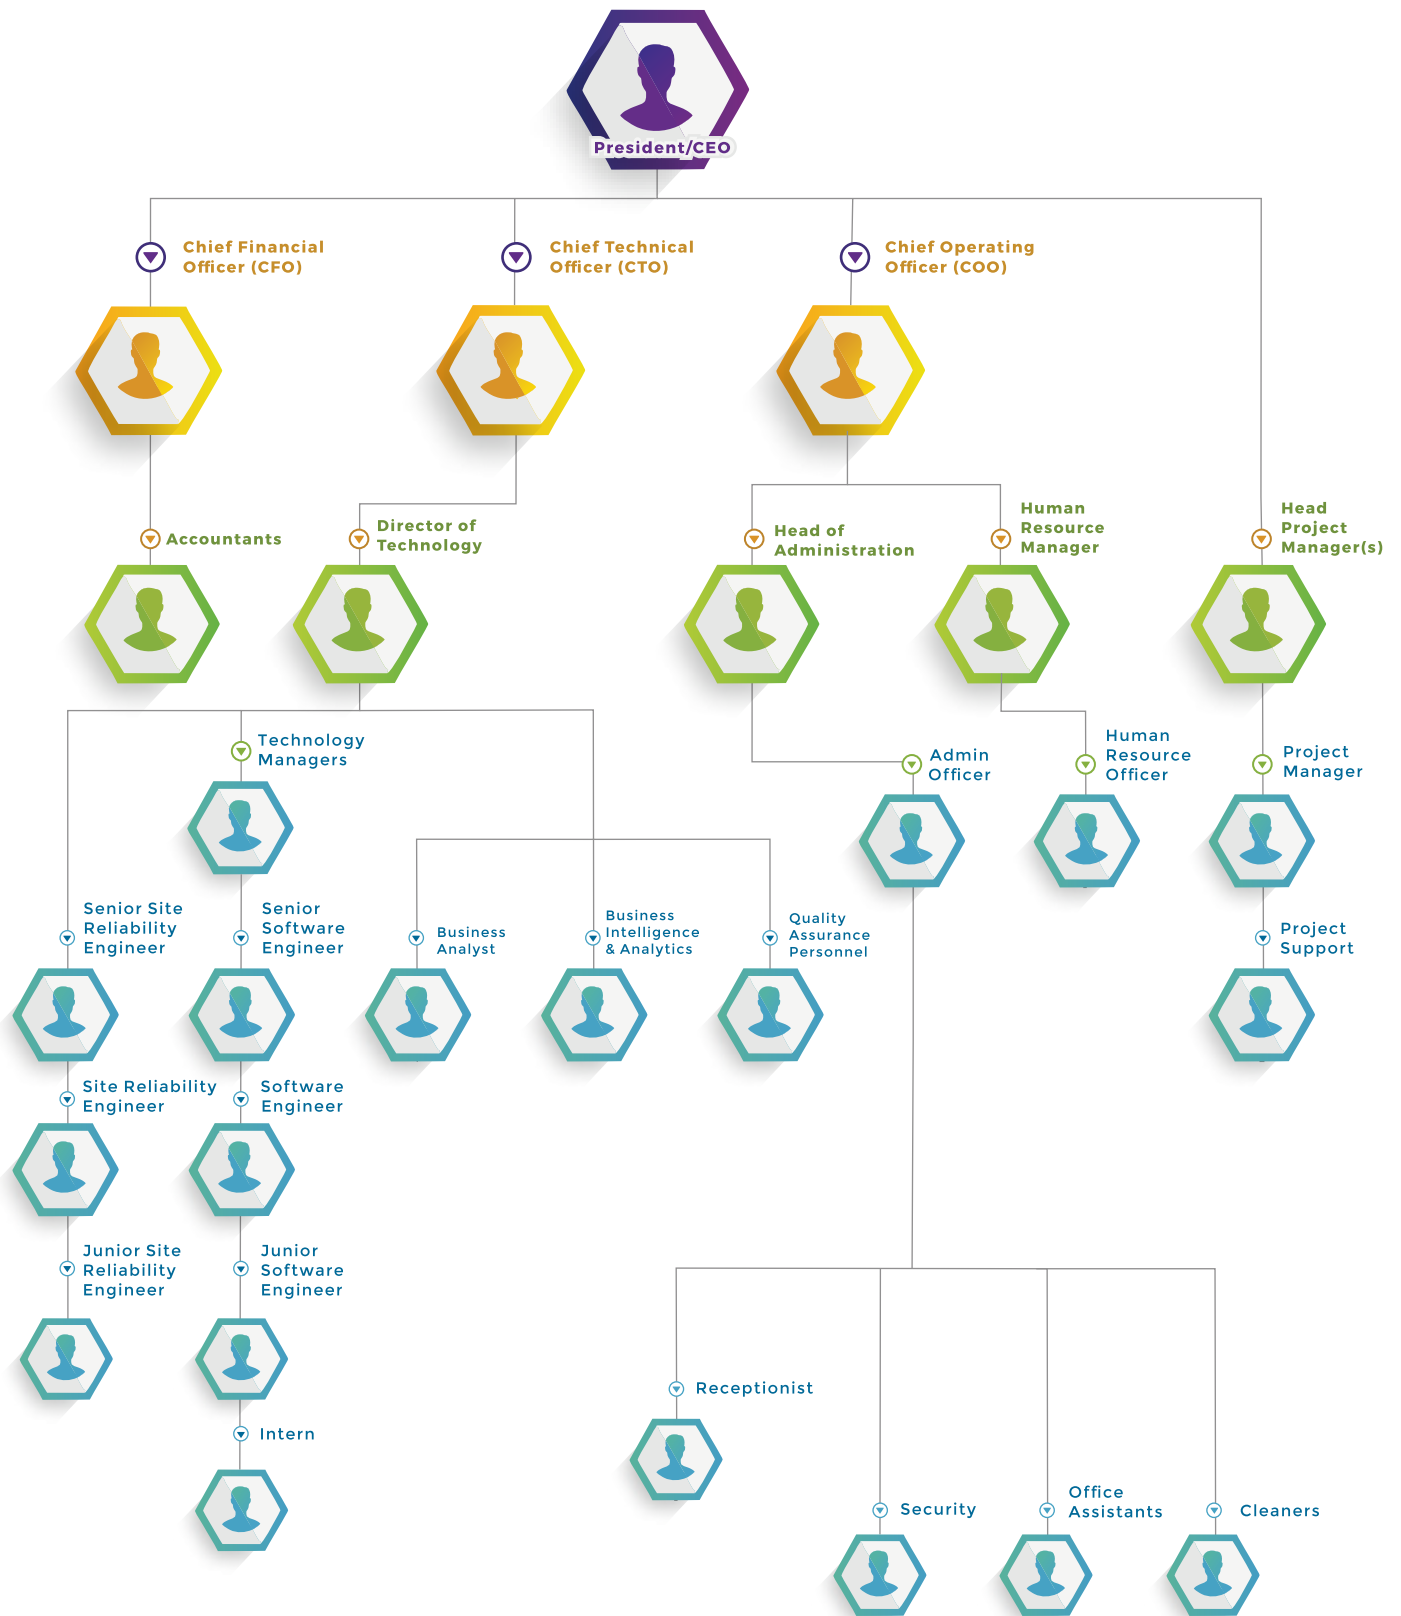 President/CEO
Chief Financial
Officer (CFO)
Chief Technical
Officer (CTO)
Chief Operating
Officer (COO)
Accountants
Director of
Technology
Head of
Administration
Human
Resource
Manager
Head
Project
Manager(s)
Technology
Managers
Admin
Officer
Human
Resource
Officer
Project
Manager
Senior Site
Reliability
Engineer
Senior
Software
Engineer
Business
Analyst
Business
Intelligence
& Analytics
Quality
Assurance
Personnel
Project
Support
Site Reliability
Engineer
Software
Engineer
Junior Site
Reliability
Engineer
Junior
Software
Engineer
Intern
Receptionist
Security
Office
Assistants
Cleaners